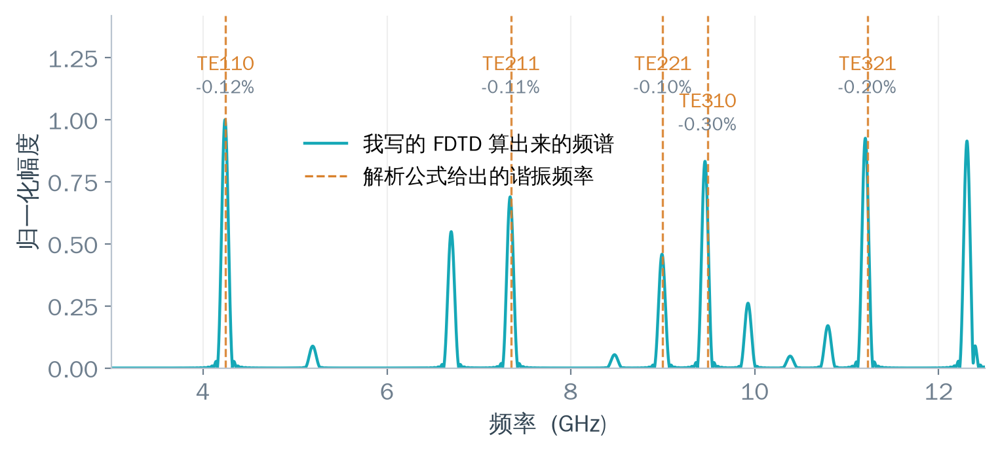 TE110
-0.12%
TE211
-0.11%
TE221
-0.10%
TE310
-0.30%
TE321
-0.20%
我写的 FDTD 算出来的频谱
解析公式给出的谐振频率
归一化幅度
1.25
1.00
0.75
0.50
0.25
0.00
4
6
8
10
12
频率 (GHz)